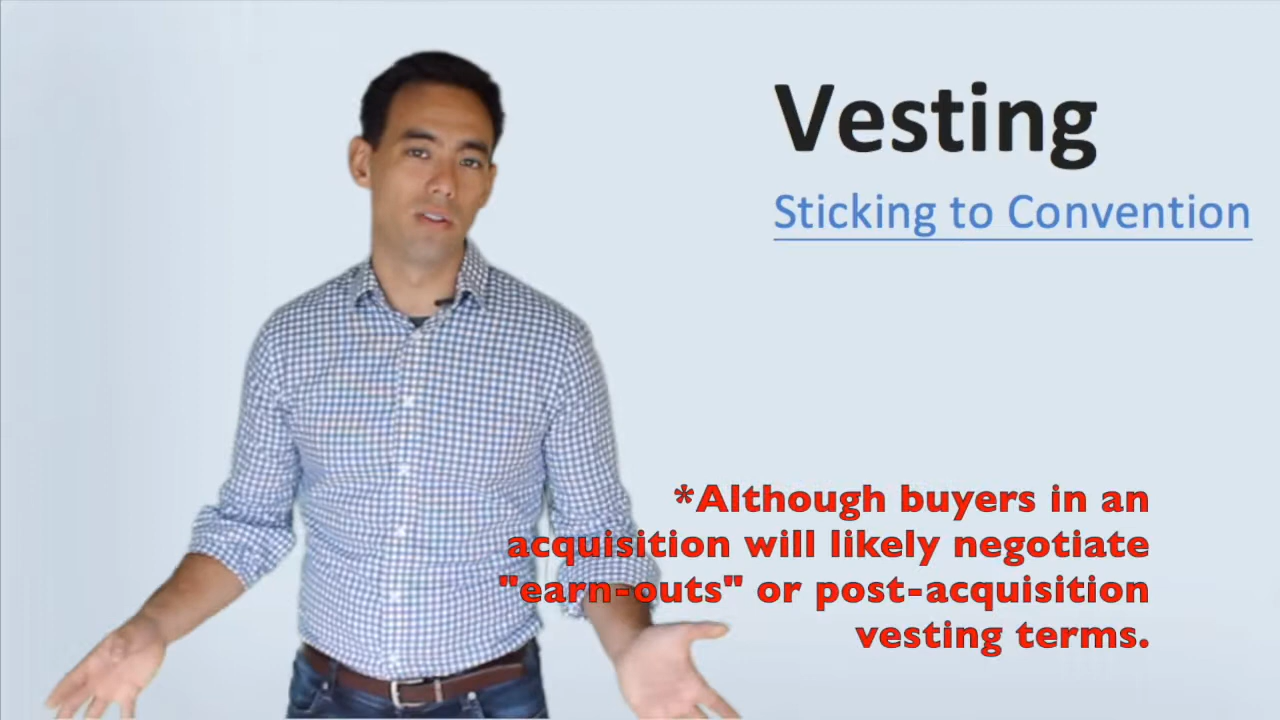 Vesting
Sticking to Convention
*Although buyers in an
acquisition will likely negotiate
"earn-outs" or post-acquisition
vesting terms.